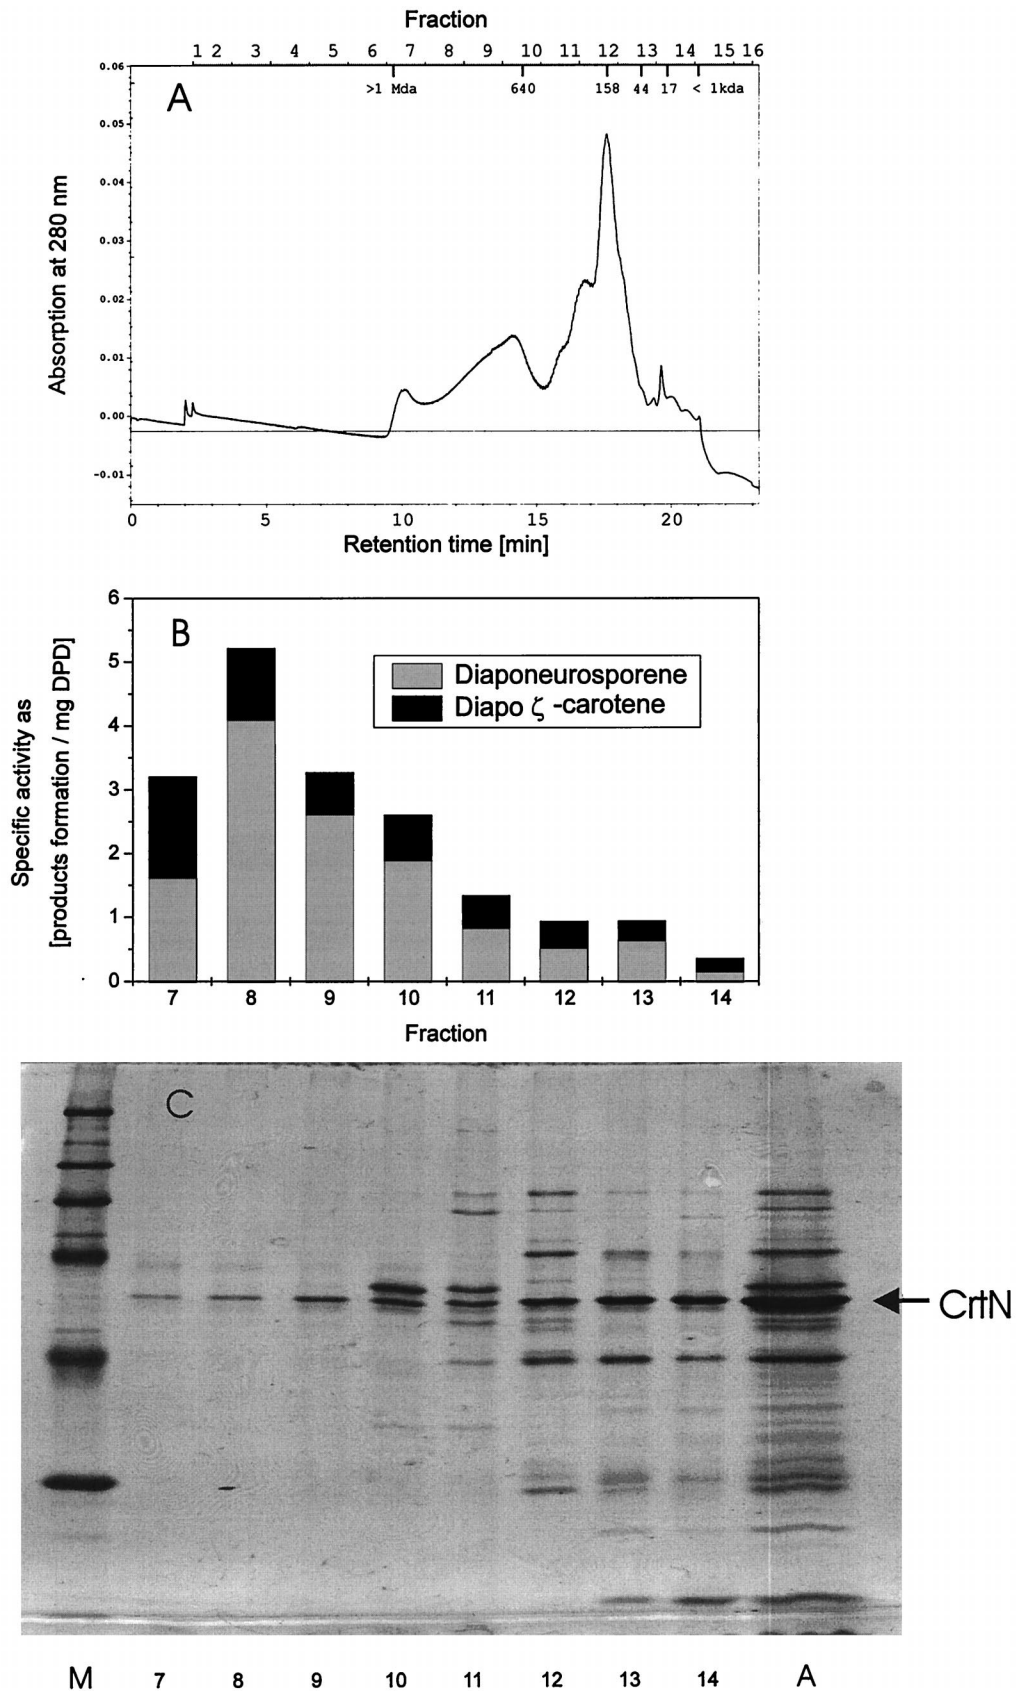 Fraction
1 2 3 4 5 6 7 8 9 10 11 12 13 14 15 16
0.06
A
>1 Mda 640 158 44 17 < 1kda
0.05
0.04
0.03
0.02
0.01
0.00
-0.01
Absorption at 280 nm
0 5 10 15 20
Retention time [min]
6
B
5
4
3
2
1
0
Diaponeurosporene
Diapo ζ -carotene
Specific activity as
[products formation / mg DPD]
7 8 9 10 11 12 13 14
Fraction
C
CrtN
M 7 8 9 10 11 12 13 14 A